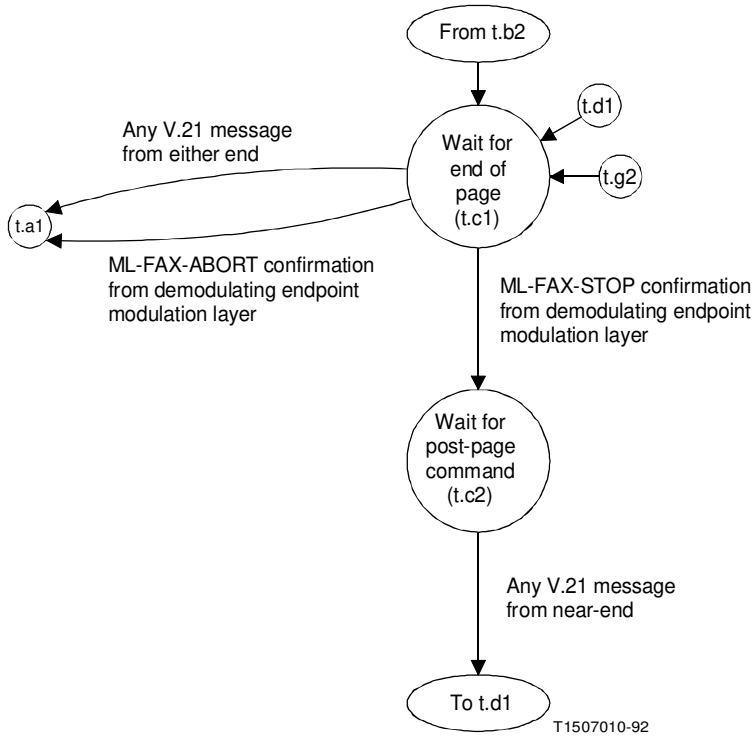 From t.b2
t.d1
Any V.21 message
from either end
Wait for
end of
page
(t.c1)
t.g2
t.a1
ML-FAX-ABORT confirmation
from demodulating endpoint
modulation layer
ML-FAX-STOP confirmation
from demodulating endpoint
modulation layer
Wait for
post-page
command
(t.c2)
Any V.21 message
from near-end
To t.d1
T1507010-92